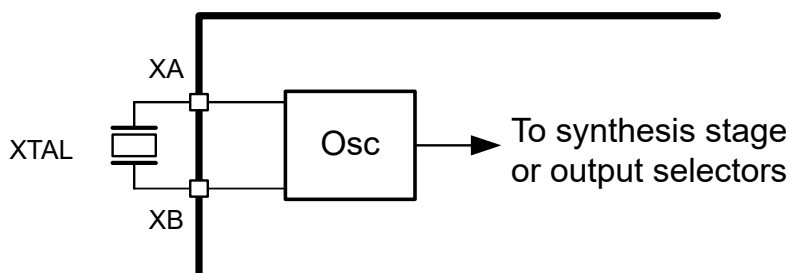 XA
XTAL
Osc
To synthesis stage
or output selectors
XB